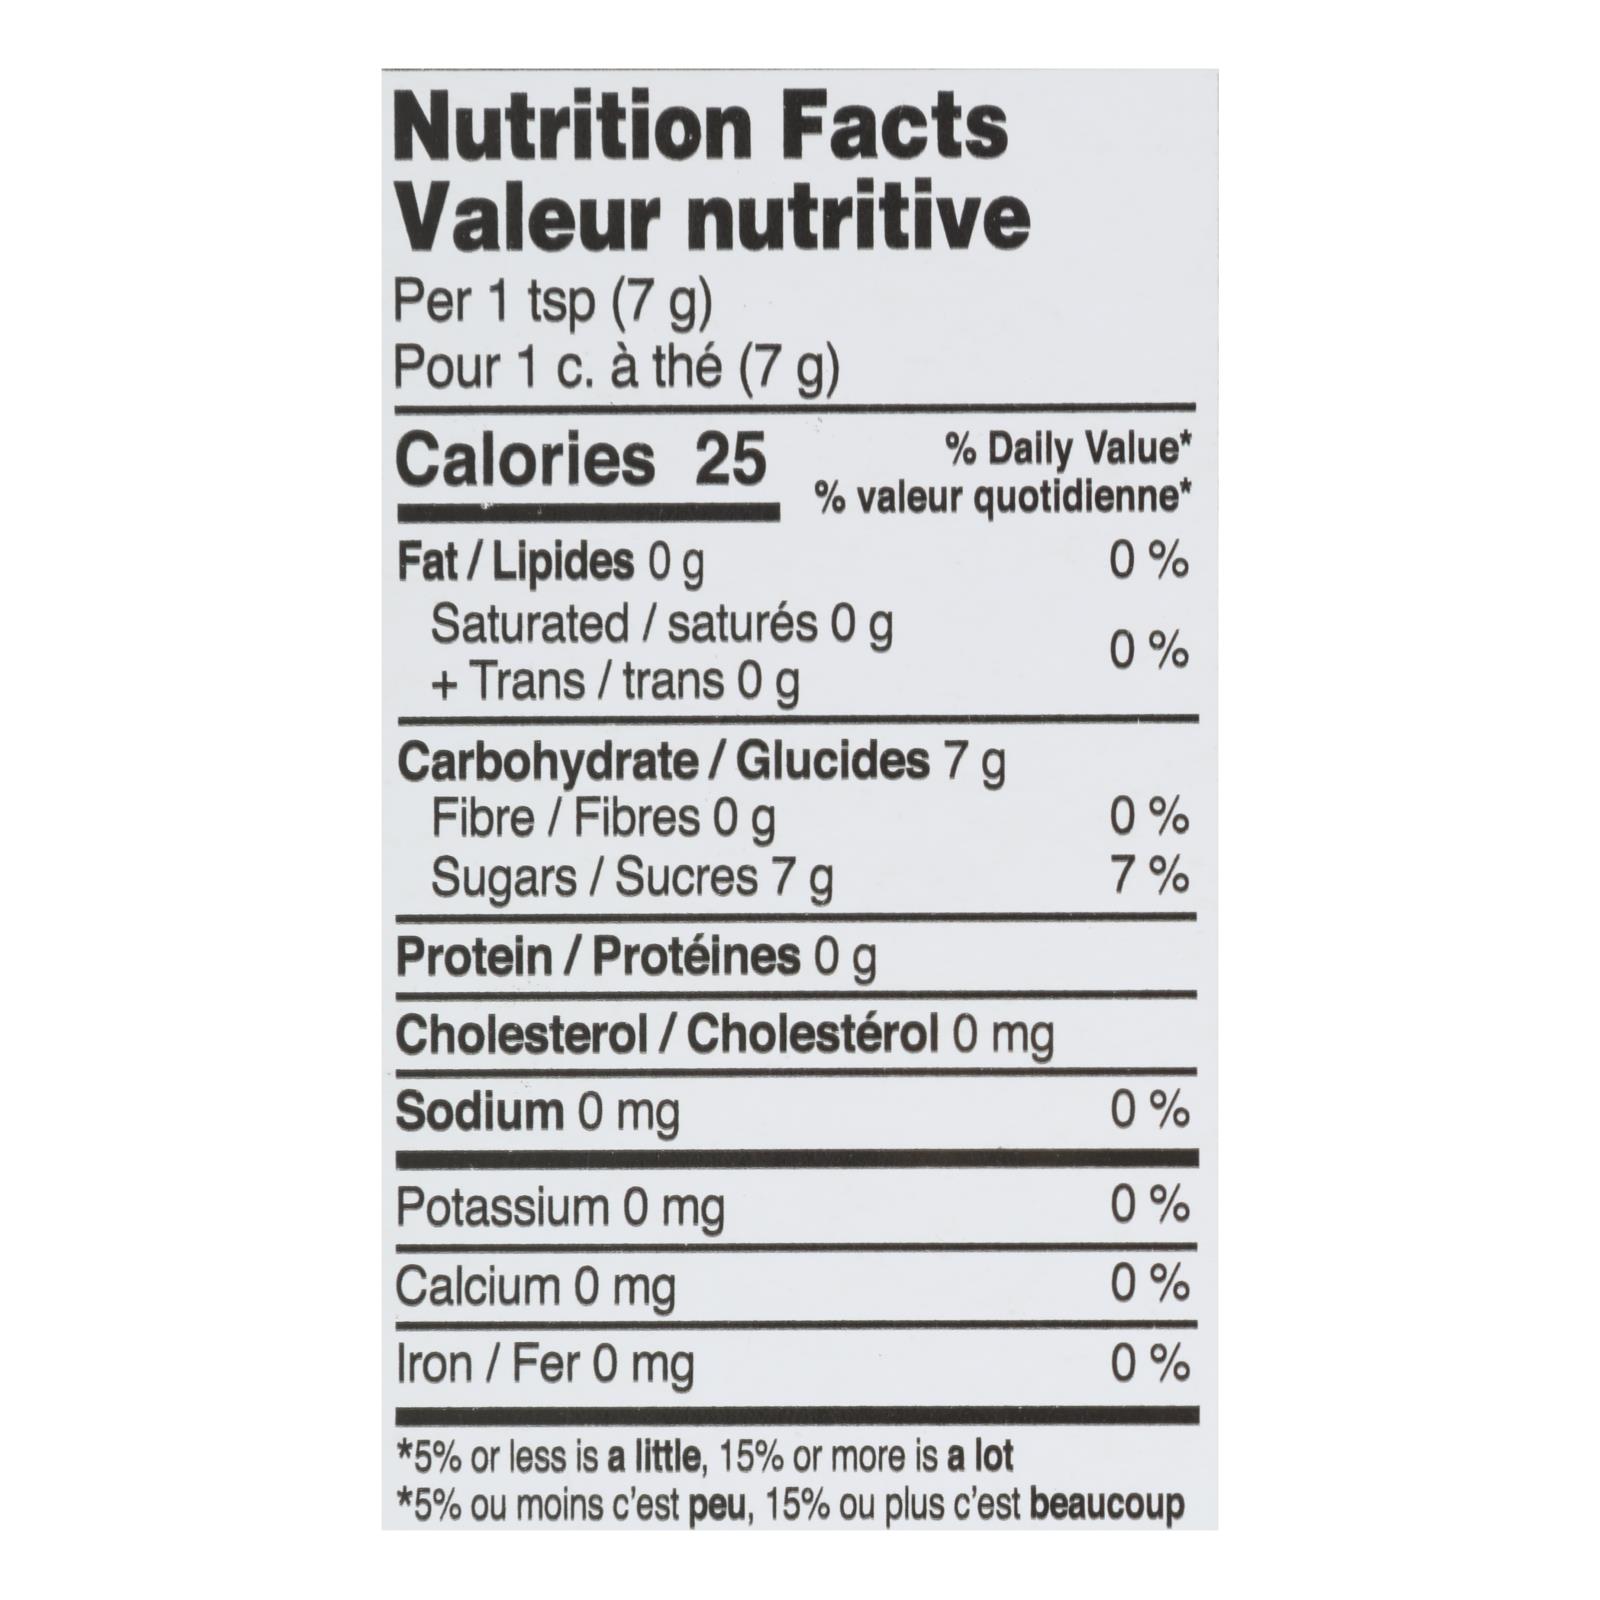 Nutrition Facts
Valeur nutritive
Per 1 tsp (7 g)
Pour 1 c. à thé (7 g)
Calories 25
% Daily Value*
% valeur quotidienne*
Fat / Lipides 0 g 0 %
Saturated / saturés 0 g
+ Trans / trans 0 g
0 %
Carbohydrate / Glucides 7 g
Fibre / Fibres 0 g 0 %
Sugars / Sucres 7 g 7 %
Protein / Protéines 0 g
Cholesterol / Cholestérol 0 mg
Sodium 0 mg 0 %
Potassium 0 mg 0 %
Calcium 0 mg 0 %
Iron / Fer 0 mg 0 %
*5% or less is a little, 15% or more is a lot
*5% ou moins c'est peu, 15% ou plus c'est beaucoup